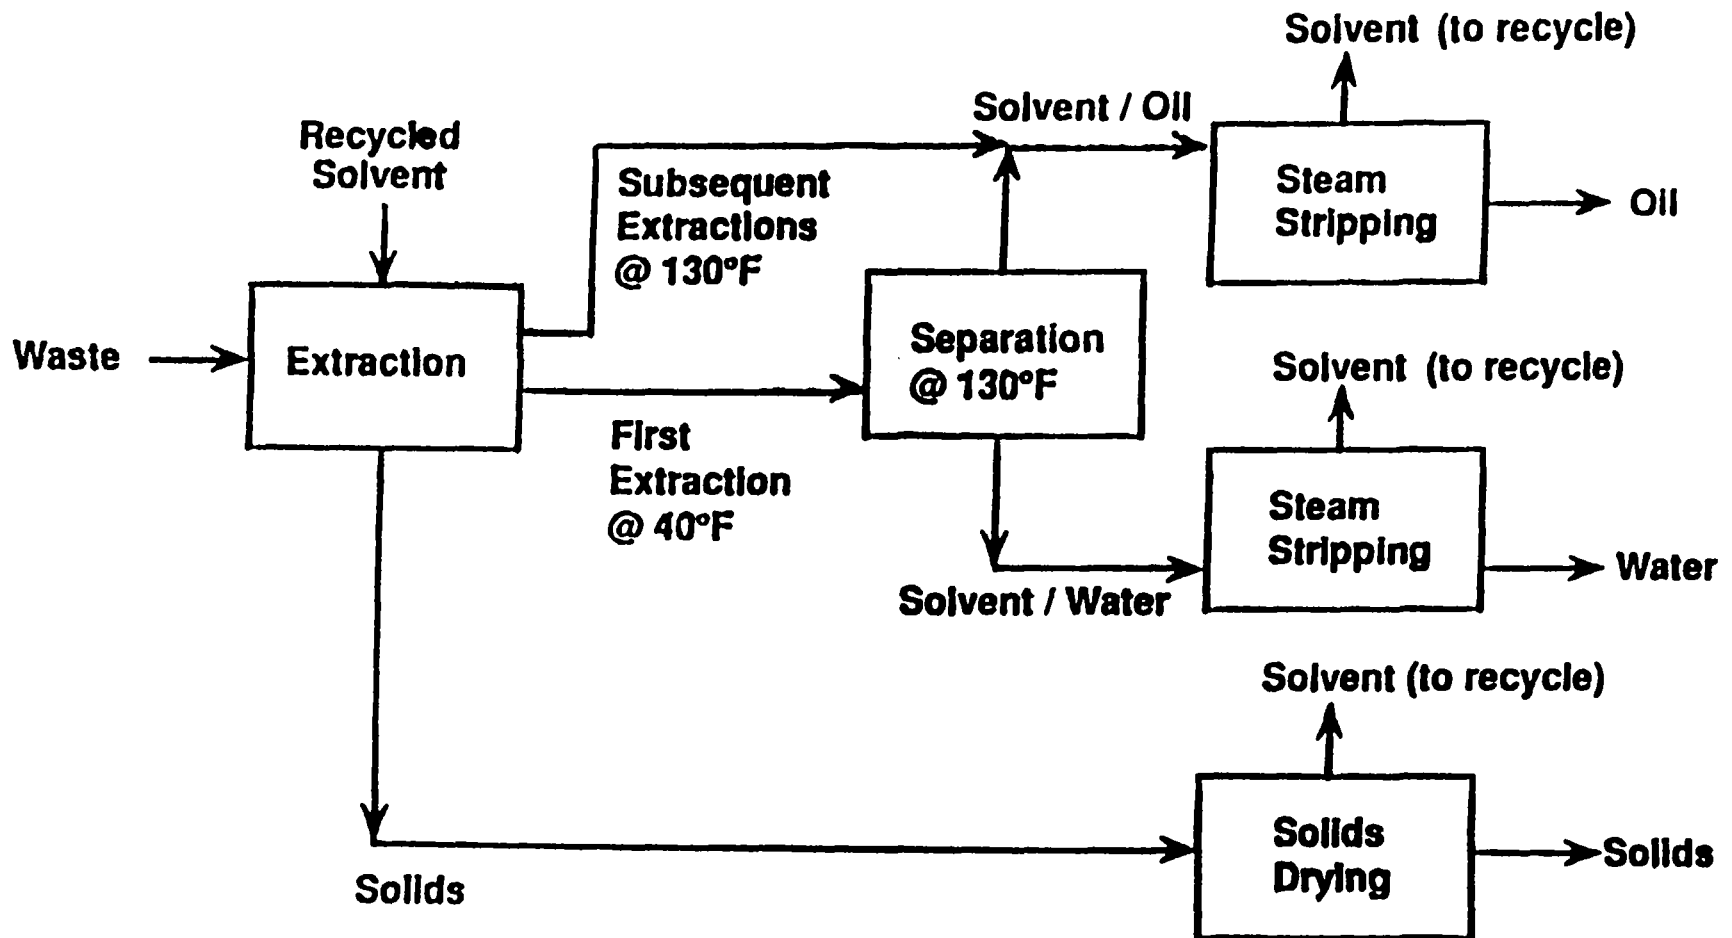 Solvent (to recycle)
Solvent / Oil
Recycled
Solvent
Subsequent
Extractions
@ 130°F
Steam
Stripping
Oil
Waste
Extraction
Separation
@ 130°F
Solvent (to recycle)
First
Extraction
@ 40°F
Steam
Stripping
Water
Solvent / Water
Solvent (to recycle)
Solids
Drying
Solids
Solids